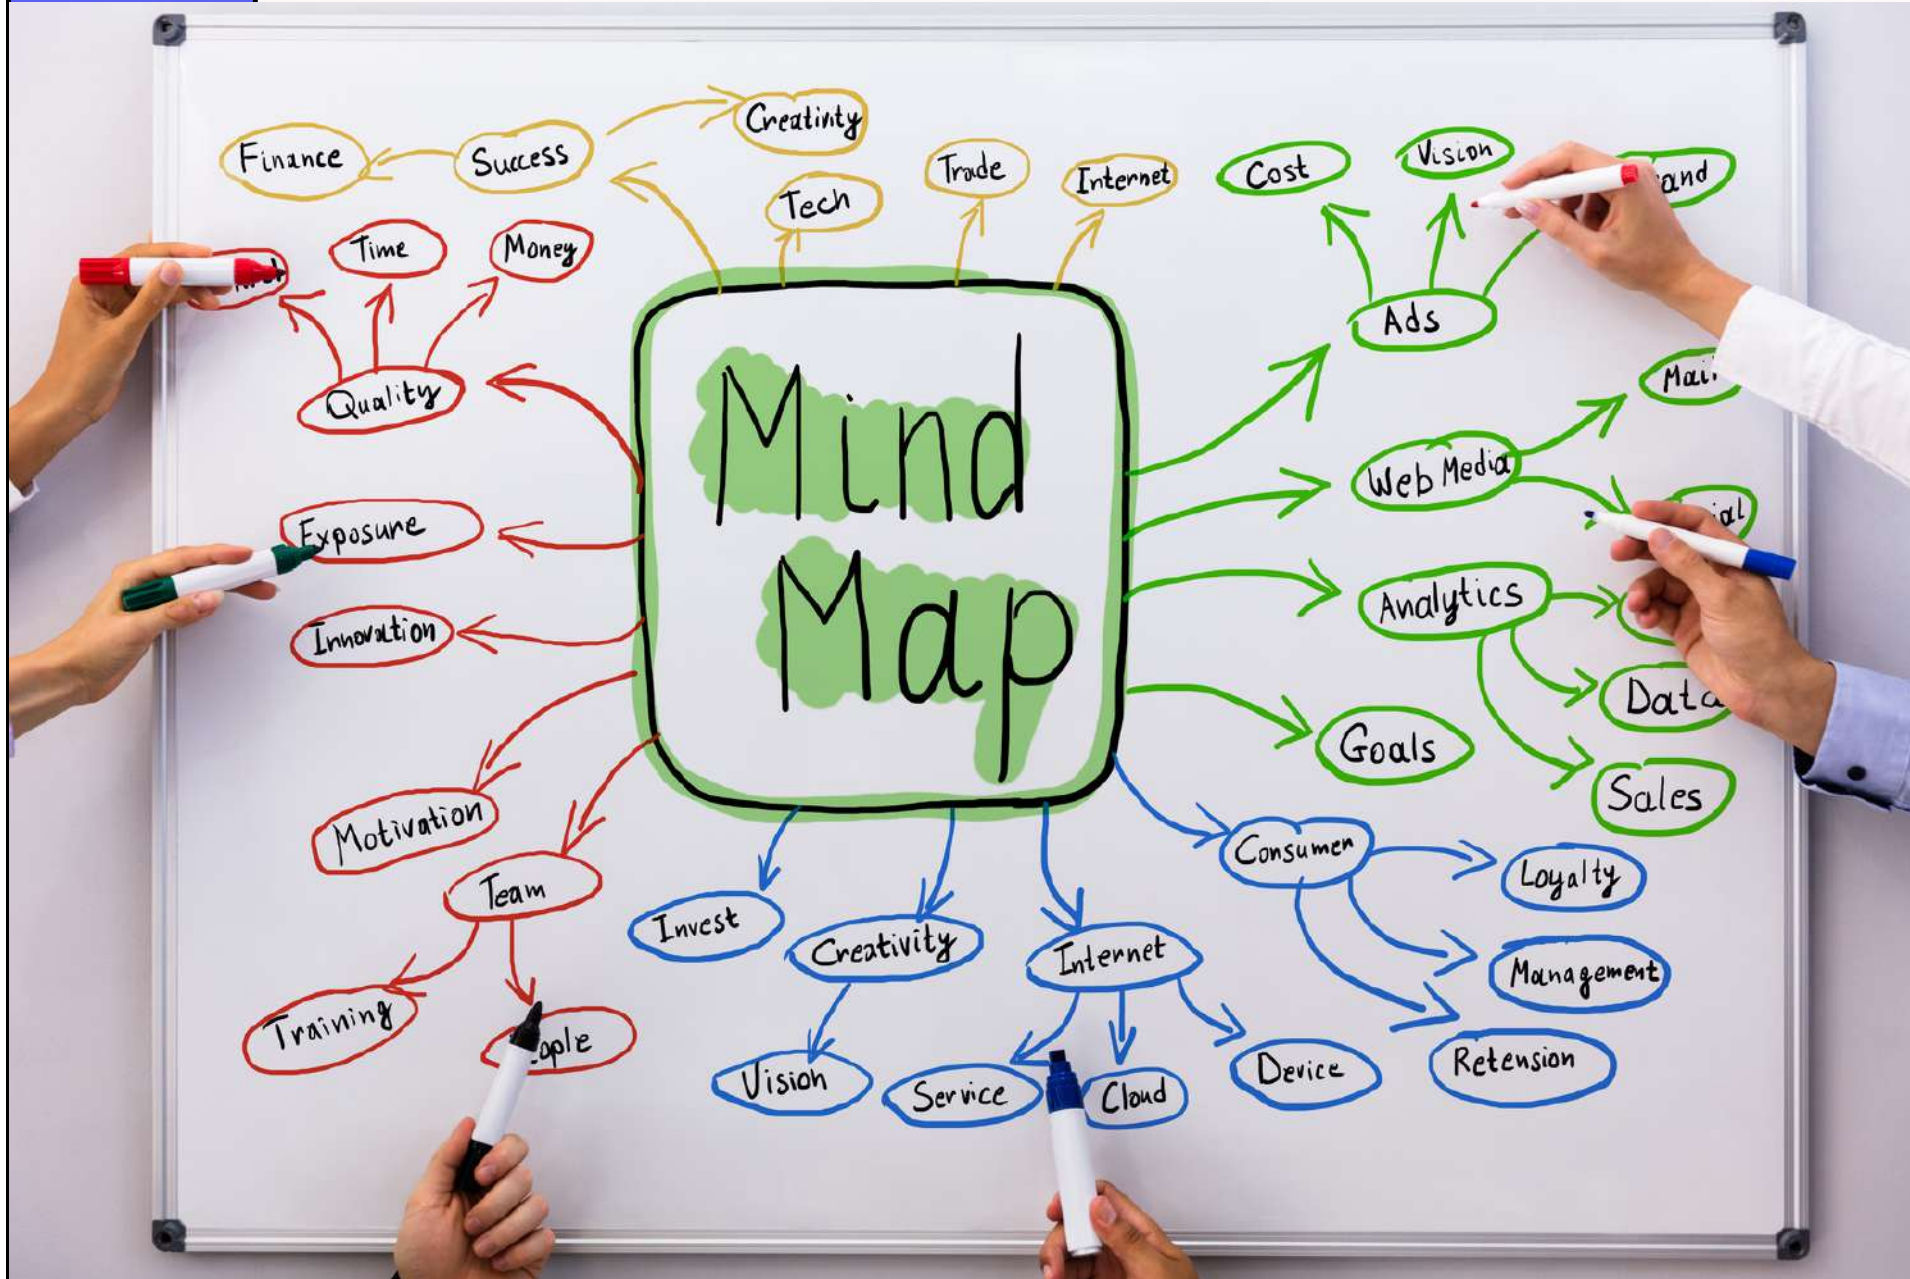 Creativity
Finance
Success
Tech
Trade
Internet
Cost
Vision
Time
Money
Ads
Quality
Mind
Map
Web Media
Exposure
Analytics
Innovation
Data
Goals
Sales
Motivation
Team
Consumer
Loyalty
Invest
Creativity
Internet
Management
Training
Vision
Service
Cloud
Device
Retension